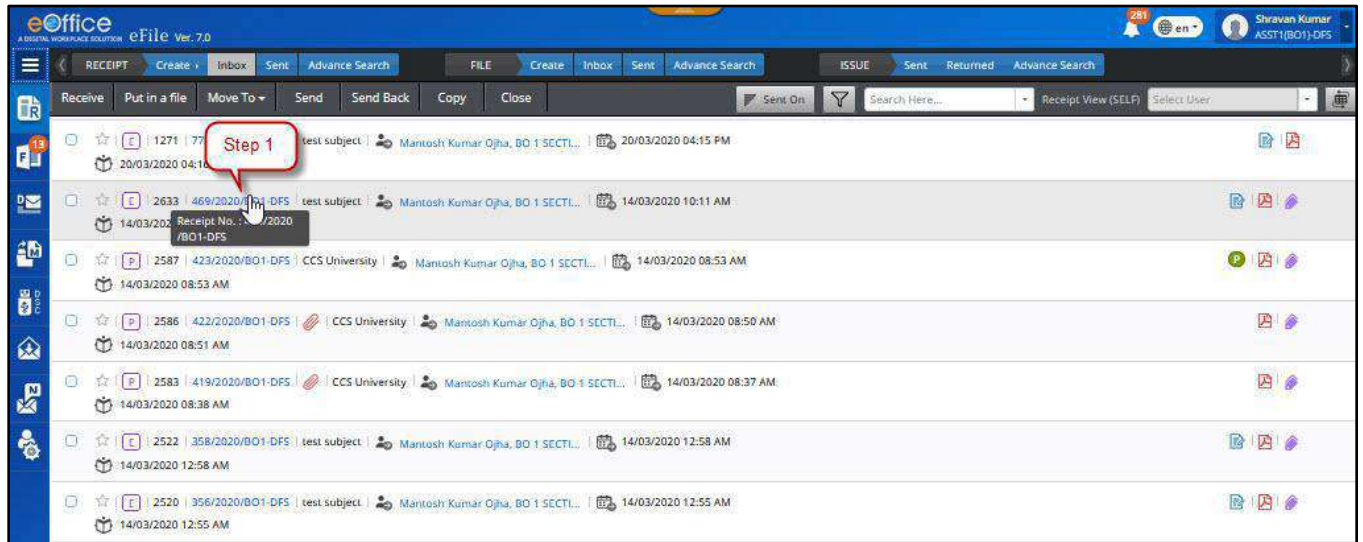 eOffice
A DIGITAL WORKPLACE SOLUTION eFile Ver. 7.0
281 en Shravan Kumar
ASST1(BO1)-DFS
RECEIPT Create Inbox Sent Advance Search FILE Create Inbox Sent Advance Search ISSUE Sent Returned Advance Search
Receive Put in a file Move To Send Send Back Copy Close Sent On Search Here... Receipt View (SELF) Select User
R
13
F
D
M
DSC
N
Step 1
E 1271 77 test subject Mantosh Kumar Ojha, BO 1 SECTI... 20/03/2020 04:15 PM
20/03/2020 04:16
E 2633 469/2020/BO1-DFS test subject Mantosh Kumar Ojha, BO 1 SECTI... 14/03/2020 10:11 AM
14/03/202
Receipt No. : /2020
/BO1-DFS
P 2587 423/2020/BO1-DFS CCS University Mantosh Kumar Ojha, BO 1 SECTI... 14/03/2020 08:53 AM P
14/03/2020 08:53 AM
P 2586 422/2020/BO1-DFS CCS University Mantosh Kumar Ojha, BO 1 SECTI... 14/03/2020 08:50 AM
14/03/2020 08:51 AM
P 2583 419/2020/BO1-DFS CCS University Mantosh Kumar Ojha, BO 1 SECTI... 14/03/2020 08:37 AM
14/03/2020 08:38 AM
E 2522 358/2020/BO1-DFS test subject Mantosh Kumar Ojha, BO 1 SECTI... 14/03/2020 12:58 AM
14/03/2020 12:58 AM
E 2520 356/2020/BO1-DFS test subject Mantosh Kumar Ojha, BO 1 SECTI... 14/03/2020 12:55 AM
14/03/2020 12:55 AM